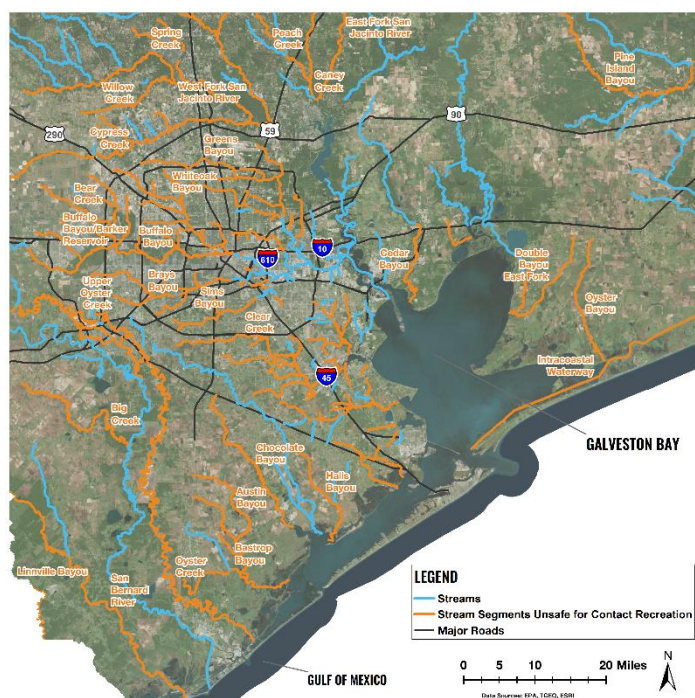 Spring
Creek
Peach
Creek
East Fork San
Jacinto River
Pine
Island
Bayou
Caney
Creek
Willow
Creek
West Fork San
Jacinto River
90
290
59
Cypress
Creek
Greens
Bayou
Whiteoak
Bayou
Bear
Creek
Buffalo
Bayou/Barker
Reservoir
Buffalo
Bayou
10
610
Cedar
Bayou
Double
Bayou
East Fork
Upper
Oyster
Creek
Brays
Bayou
Sims
Bayou
Oyster
Bayou
Clear
Creek
Intracoastal
Waterway
45
Big
Creek
GALVESTON BAY
Chocolate
Bayou
Halls
Bayou
Austin
Bayou
Bastrop
Bayou
Oyster
Creek
Linnville Bayou
San
Bernard
River
LEGEND
Streams
Stream Segments Unsafe for Contact Recreation
Major Roads
GULF OF MEXICO
0 5 10 20 Miles
N
Data Sources: EPA, TCEQ, ESRI